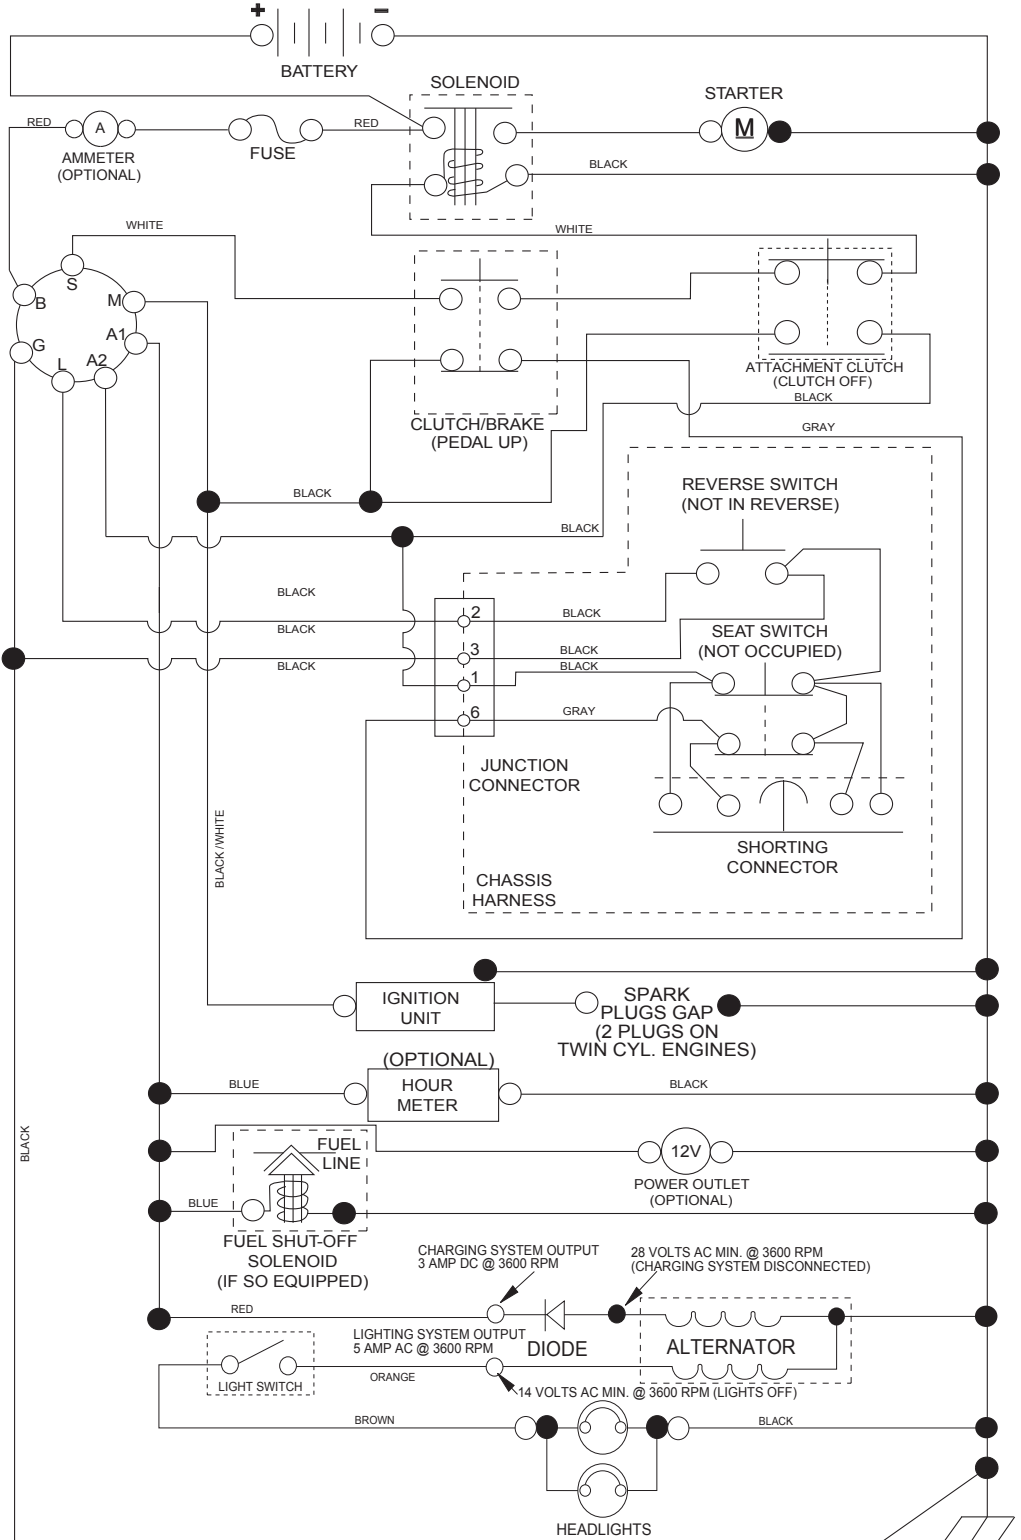 + −
BATTERY
SOLENOID
STARTER
RED
A
RED
M
FUSE
AMMETER
(OPTIONAL)
BLACK
WHITE
WHITE
S
B
M
A1
G
L
A2
ATTACHMENT CLUTCH
(CLUTCH OFF)
BLACK
CLUTCH/BRAKE
(PEDAL UP)
GRAY
REVERSE SWITCH
(NOT IN REVERSE)
BLACK
BLACK
BLACK
2
BLACK
BLACK
SEAT SWITCH
(NOT OCCUPIED)
3
BLACK
BLACK
BLACK
1
6
GRAY
JUNCTION
CONNECTOR
SHORTING
CONNECTOR
BLACK/WHITE
CHASSIS
HARNESS
IGNITION
UNIT
SPARK
PLUGS GAP
(2 PLUGS ON
TWIN CYL. ENGINES)
(OPTIONAL)
BLUE
HOUR
METER
BLACK
BLACK
FUEL
LINE
12V
POWER OUTLET
(OPTIONAL)
BLUE
FUEL SHUT-OFF
SOLENOID
(IF SO EQUIPPED)
CHARGING SYSTEM OUTPUT
3 AMP DC @ 3600 RPM
28 VOLTS AC MIN. @ 3600 RPM
(CHARGING SYSTEM DISCONNECTED)
RED
LIGHTING SYSTEM OUTPUT
5 AMP AC @ 3600 RPM
DIODE
ALTERNATOR
LIGHT SWITCH
ORANGE
14 VOLTS AC MIN. @ 3600 RPM (LIGHTS OFF)
BROWN
BLACK
HEADLIGHTS